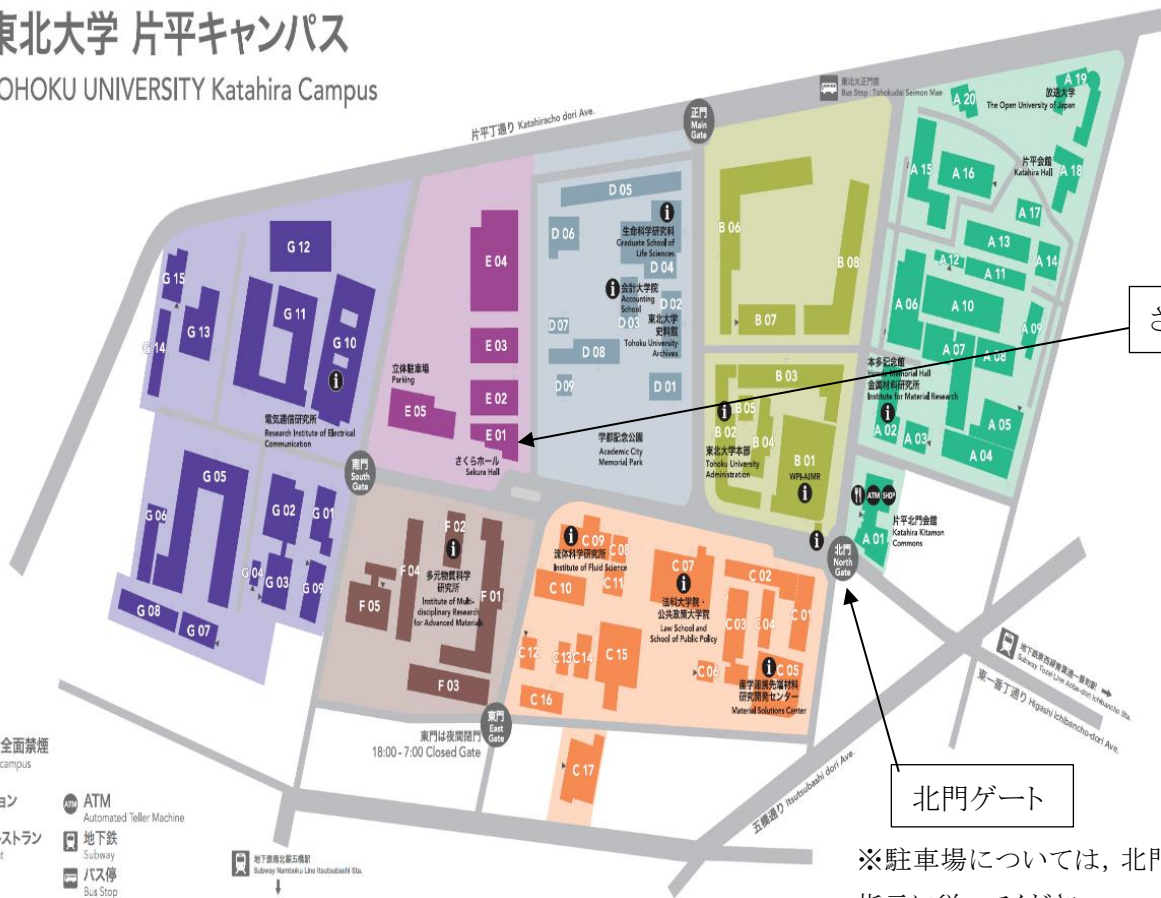 東北大学 片平キャンパス
OHOKU UNIVERSITY Katahira Campus
片平丁通り Katahiracho dori Ave.
正門
Main
Gate
東北大正門前
Bus Stop : Tohokudai Seimon Mae
A 20
A 19
放送大学
The Open University of Japan
片平会館
Katahira Hall
A 15
A 16
A 18
A 17
A 13
A 14
A 12
A 11
A 06
A 10
A 09
A 07
A 08
本多記念館
Honda Memorial Hall
金属材料研究所
Institute for Material Research
A 02
A 03
A 05
A 04
ATM
SHOP
片平北門会館
Katahira Kitamon
Commons
A 01
B 06
B 08
B 07
B 03
B 05
B 02
B 04
東北大学本部
Tohoku University
Administration
B 01
WPI-AIMR
D 05
D 06
生命科学研究科
Graduate School of
Life Sciences
D 04
会計大学院
Accounting
School
D 02
D 03
東北大学
史料館
Tohoku University
Archives
D 07
D 08
D 09
D 01
学都記念公園
Academic City
Memorial Park
E 04
E 03
E 02
E 01
立体駐車場
Parking
E 05
さくらホール
Sakura Hall
さ
G 12
G 15
G 11
G 13
G 10
G 14
電気通信研究所
Research Institute of Electrical
Communication
南門
South
Gate
G 05
G 06
G 02
G 01
G 04
G 03
G 09
G 08
G 07
F 02
多元物質科学
研究所
Institute of Multi-
disciplinary Research
for Advanced Materials
F 04
F 05
F 01
F 03
C 09
C 08
流体科学研究所
Institute of Fluid Science
C 10
C 11
C 07
法科大学院・
公共政策大学院
Law School and
School of Public Policy
C 02
C 01
C 03
C 04
C 12
C 13
C 14
C 15
C 06
C 05
産学連携先端材料
研究開発センター
Material Solutions Center
C 16
C 17
北門
North
Gate
東門
East
Gate
東門は夜間閉門
18:00 - 7:00 Closed Gate
地下鉄東西線青葉通一番町駅
Subway Tozai Line Aoba-dori Ichibancho Sta.
東一番丁通り Higashi Ichibancho-dori Ave.
五橋通り Itsutsubashi dori Ave.
地下鉄南北線五橋駅
Subway Namboku Line Itsutsubashi Sta.
全面禁煙
campus
ョン
ストラン
ATM
ATM
Automated Teller Machine
地下鉄
Subway
バス停
Bus Stop
北門ゲート
※駐車場については, 北門